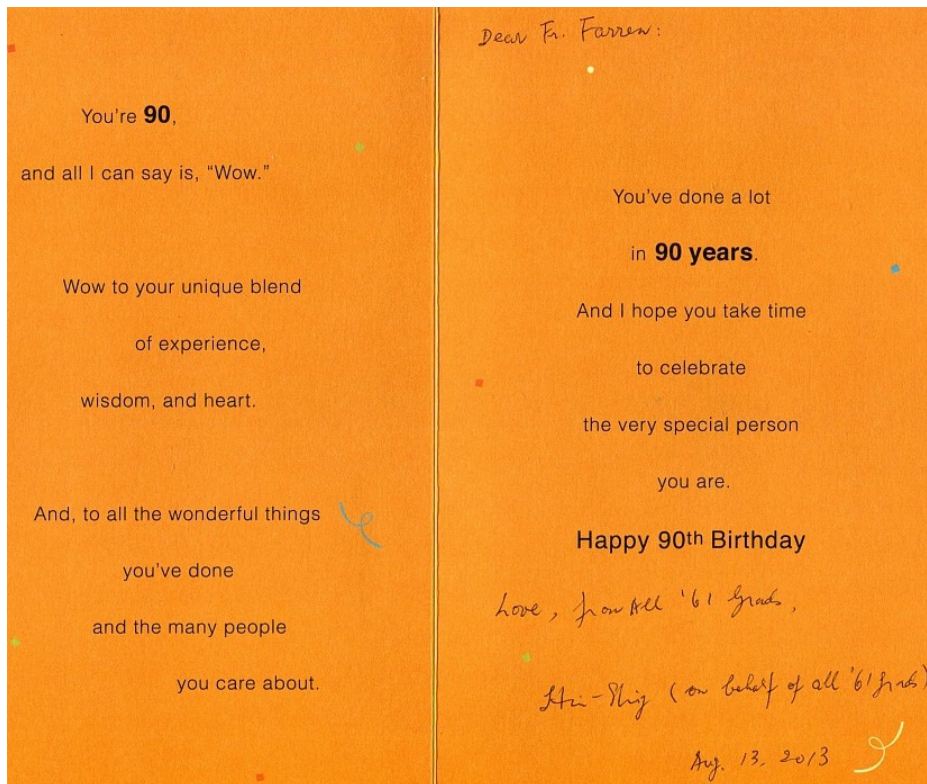 You're 90,
and all I can say is, “Wow.”
Wow to your unique blend
of experience,
wisdom, and heart.
And, to all the wonderful things
you've done
and the many people
you care about.
Dear Fr. Farren:
You've done a lot
in 90 years.
And I hope you take time
to celebrate
the very special person
you are.
Happy 90th Birthday
Love, from All '61 Grads,
(on behalf of all '61 grads)
Aug. 13, 2013